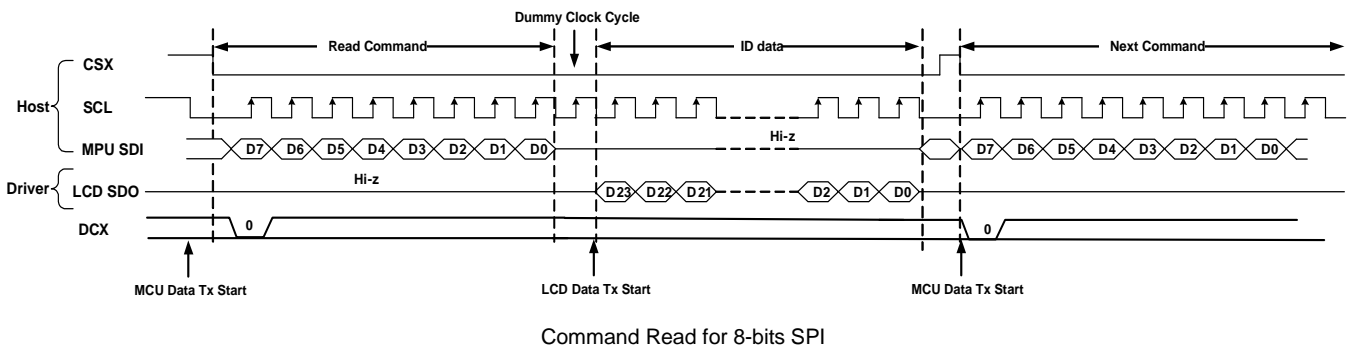 Dummy Clock Cycle
Read Command
ID data
Next Command
CSX
Host
SCL
Hi-z
MPU SDI
D7 D6 D5 D4 D3 D2 D1 D0
D7 D6 D5 D4 D3 D2 D1 D0
Hi-z
Driver
LCD SDO
D23 D22 D21
D2 D1 D0
DCX
0
0
MCU Data Tx Start
LCD Data Tx Start
MCU Data Tx Start
Command Read for 8-bits SPI